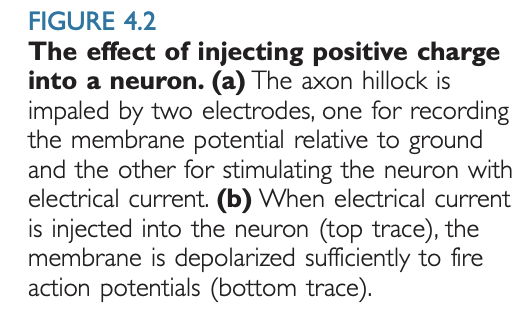 FIGURE 4.2
The effect of injecting positive charge
into a neuron. (a) The axon hillock is
impaled by two electrodes, one for recording
the membrane potential relative to ground
and the other for stimulating the neuron with
electrical current. (b) When electrical current
is injected into the neuron (top trace), the
membrane is depolarized sufficiently to fire
action potentials (bottom trace).